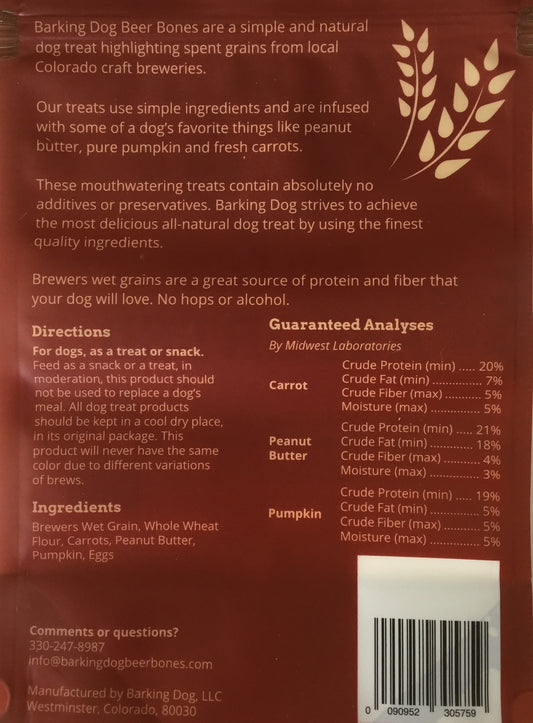 Barking Dog Beer Bones are a simple and natural
dog treat highlighting spent grains from local
Colorado craft breweries.
Our treats use simple ingredients and are infused
with some of a dog's favorite things like peanut
butter, pure pumpkin and fresh carrots.
These mouthwatering treats contain absolutely no
additives or preservatives. Barking Dog strives to achieve
the most delicious all-natural dog treat by using the finest
quality ingredients.
Brewers wet grains are a great source of protein and fiber that
your dog will love. No hops or alcohol.
Directions
For dogs, as a treat or snack.
Feed as a snack or a treat, in
moderation, this product should
not be used to replace a dog's
meal. All dog treat products
should be kept in a cool dry place,
in its original package. This
product will never have the same
color due to different variations
of brews.
Ingredients
Brewers Wet Grain, Whole Wheat
Flour, Carrots, Peanut Butter,
Pumpkin, Eggs
Guaranteed Analyses
By Midwest Laboratories
Carrot
Crude Protein (min) ..... 20%
Crude Fat (min) .............. 7%
Crude Fiber (max) .......... 5%
Moisture (max) ............... 5%
Peanut
Butter
Crude Protein (min) ..... 21%
Crude Fat (min) ............. 18%
Crude Fiber (max) .......... 4%
Moisture (max) ............... 3%
Pumpkin
Crude Protein (min) ..... 19%
Crude Fat (min) .............. 5%
Crude Fiber (max) .......... 5%
Moisture (max) ............... 5%
Comments or questions?
330-247-8987
info@barkingdogbeerbones.com
Manufactured by Barking Dog, LLC
Westminster, Colorado, 80030
0 090952 305759